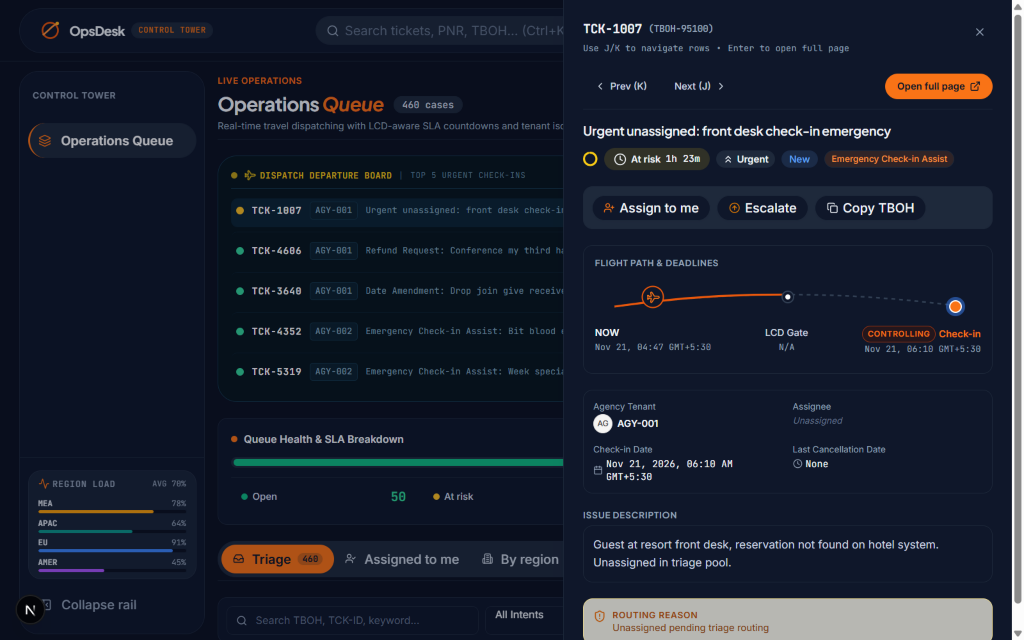 OpsDesk CONTROL TOWER
Search tickets, PNR, TBOH... (Ctrl+K
CONTROL TOWER
Operations Queue
REGION LOAD AVG 70%
MEA 78%
APAC 64%
EU 91%
AMER 45%
N
Collapse rail
LIVE OPERATIONS
Operations Queue 460 cases
Real-time travel dispatching with LCD-aware SLA countdowns and tenant
DISPATCH DEPARTURE BOARD | TOP 5 URGENT CHECK-INS
TCK-1007 AGY-001 Urgent unassigned: front desk check-in
TCK-4606 AGY-001 Refund Request: Conference my third
TCK-3640 AGY-001 Date Amendment: Drop join give receive
TCK-4352 AGY-002 Emergency Check-in Assist: Bit blood
TCK-5319 AGY-002 Emergency Check-in Assist: Week
Queue Health & SLA Breakdown
Open 50 At risk
Triage 460 Assigned to me By region
Search TBOH, TCK-ID, keyword... All Intents
TCK-1007 (TBOH-95100)
Use J/K to navigate rows • Enter to open full page
Prev (K) Next (J) Open full page
Urgent unassigned: front desk check-in emergency
At risk 1h 23m Urgent New Emergency Check-in Assist
Assign to me Escalate Copy TBOH
FLIGHT PATH & DEADLINES
NOW LCD Gate CONTROLLING Check-in
Nov 21, 04:47 GMT+5:30 N/A Nov 21, 06:10 GMT+5:30
Agency Tenant Assignee
AG AGY-001 Unassigned
Check-in Date Last Cancellation Date
Nov 21, 2026, 06:10 AM None
GMT+5:30
ISSUE DESCRIPTION
Guest at resort front desk, reservation not found on hotel system.
Unassigned in triage pool.
ROUTING REASON
Unassigned pending triage routing